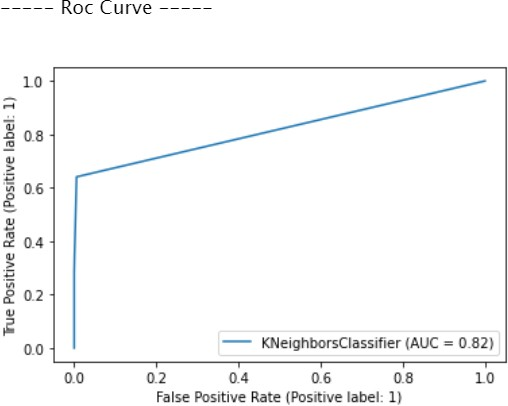 ----- Roc Curve -----
1.0
0.8
0.6
0.4
0.2
0.0
True Positive Rate (Positive label: 1)
KNeighborsClassifier (AUC = 0.82)
0.0 0.2 0.4 0.6 0.8 1.0
False Positive Rate (Positive label: 1)